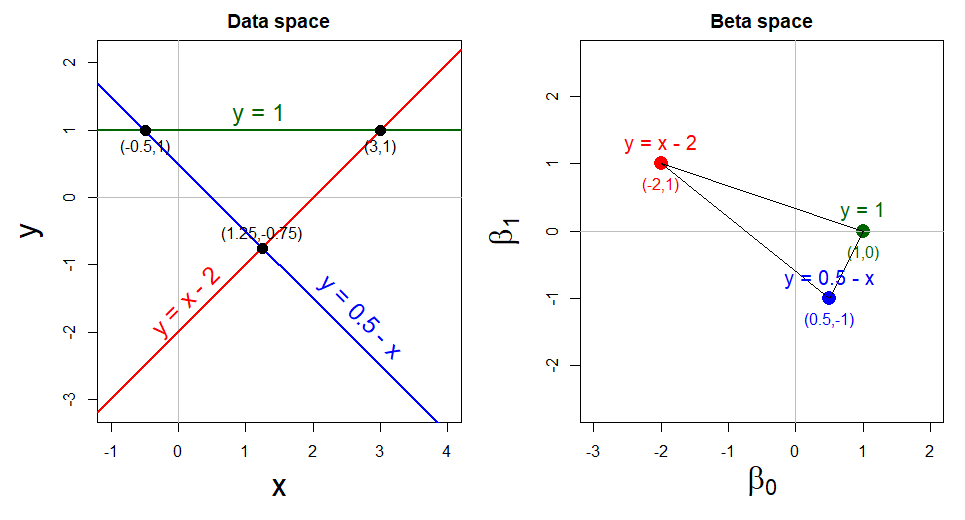 Data space
y
2
1
0
-1
-2
-3
y = 1
(-0.5,1)
(3,1)
(1.25,-0.75)
y = x - 2
y = 0.5 - x
-1
0
1
2
3
4
x
Beta space
β1
2
1
0
-1
-2
y = x - 2
(-2,1)
y = 1
(1,0)
y = 0.5 - x
(0.5,-1)
-3
-2
-1
0
1
2
β0